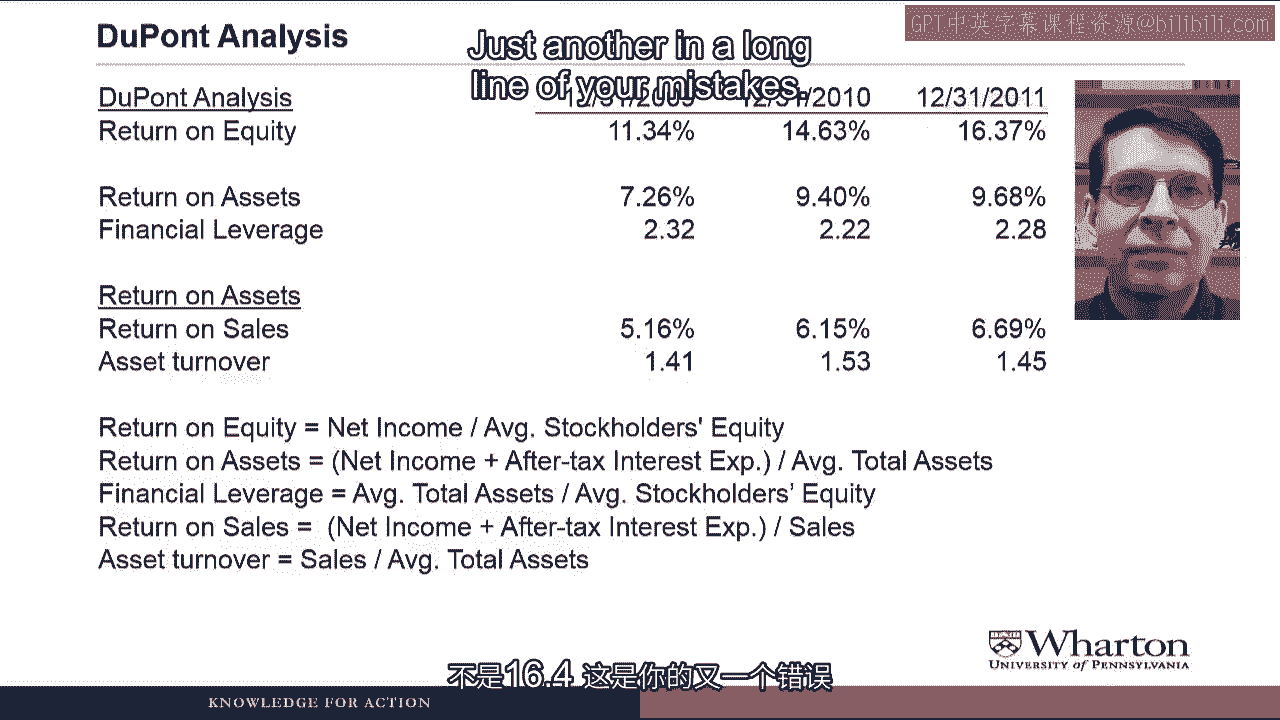 GPT中英字幕课程资源@bilibili.com
DuPont Analysis
Just another in a long
line of your mistakes.
DuPont Analysis 12/31/2010 12/31/2011
Return on Equity 11.34% 14.63% 16.37%
Return on Assets 7.26% 9.40% 9.68%
Financial Leverage 2.32 2.22 2.28
Return on Assets
Return on Sales 5.16% 6.15% 6.69%
Asset turnover 1.41 1.53 1.45
Return on Equity = Net Income / Avg. Stockholders' Equity
Return on Assets = (Net Income + After-tax Interest Exp.) / Avg. Total Assets
Financial Leverage = Avg. Total Assets / Avg. Stockholders’ Equity
Return on Sales = (Net Income + After-tax Interest Exp.) / Sales
Asset turnover = Sales / Avg. Total Assets
Wharton
UNIVERSITY of PENNSYLVANIA
不是16.4 这是你的又一个错误
KNOWLEDGE FOR ACTION